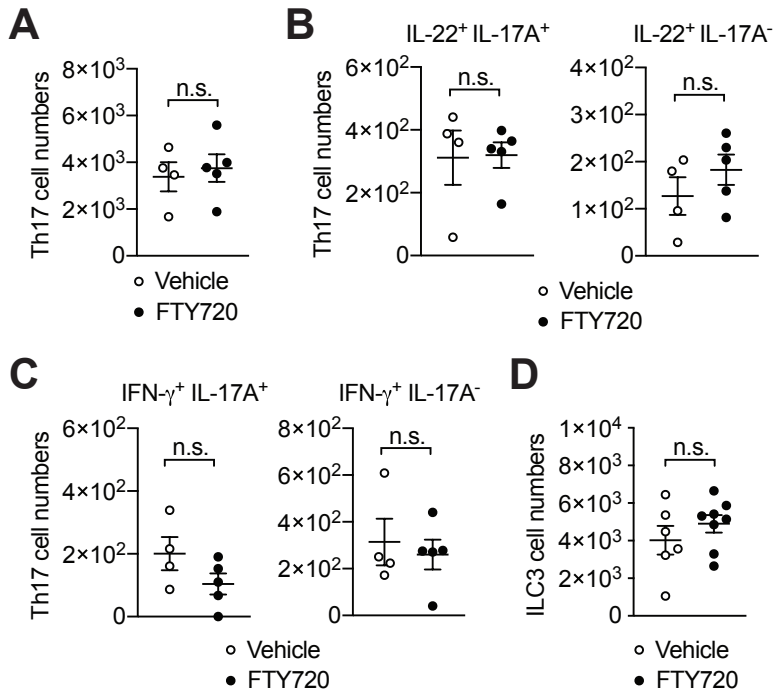 A
Th17 cell numbers
8×10³
6×10³
4×10³
2×10³
0
n.s.
○ Vehicle
● FTY720
B
IL-22⁺ IL-17A⁺
Th17 cell numbers
6×10²
4×10²
2×10²
0
n.s.
IL-22⁺ IL-17A⁻
4×10²
3×10²
2×10²
1×10²
0
n.s.
○ Vehicle
● FTY720
C
IFN-γ⁺ IL-17A⁺
Th17 cell numbers
6×10²
4×10²
2×10²
0
n.s.
IFN-γ⁺ IL-17A⁻
8×10²
6×10²
4×10²
2×10²
0
n.s.
○ Vehicle
● FTY720
D
ILC3 cell numbers
1×10⁴
8×10³
6×10³
4×10³
2×10³
0
n.s.
○ Vehicle
● FTY720